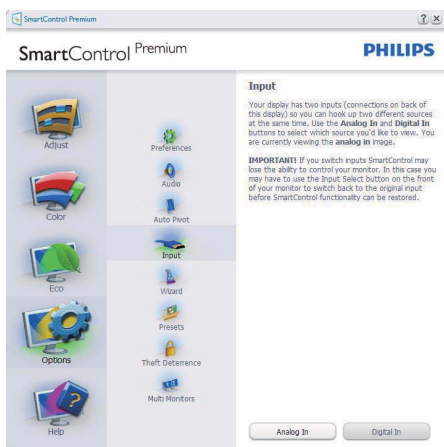 SmartControl Premium
SmartControl Premium
PHILIPS
Adjust
Color
Eco
Options
Help
Preferences
Audio
Auto Pivot
Input
Wizard
Presets
Theft Deterrence
Multi Monitors
Input
Your display has two inputs (connections on back of
this display) so you can hook up two different sources
at the same time. Use the Analog In and Digital In
buttons to select which source you'd like to view. You
are currently viewing the analog in image.
IMPORTANT! If you switch inputs SmartControl may
lose the ability to control your monitor. In this case you
may have to use the Input Select button on the front
of your monitor to switch back to the original input
before SmartControl functionality can be restored.
Analog In
Digital In